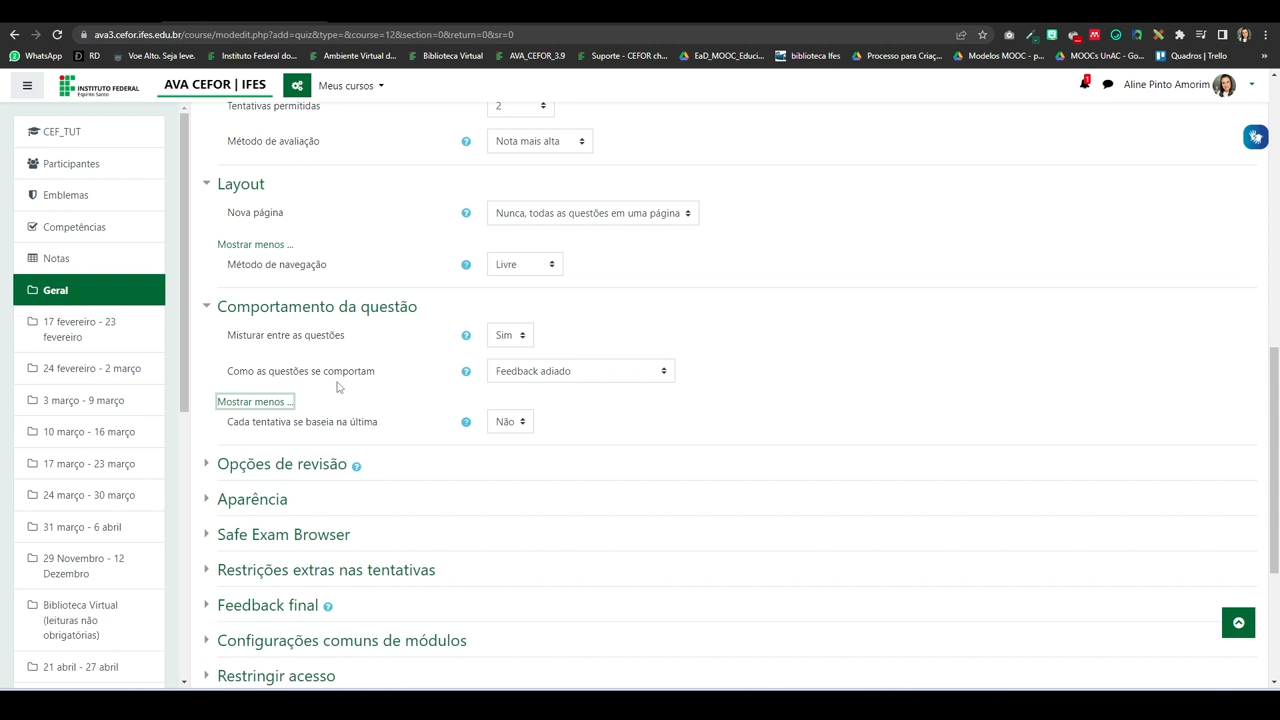 ava3.cefor.ifes.edu.br/course/modedit.php?add=quiz&type=&course=12&section=0&return=0&sr=0
WhatsApp
RD
Voe Alto. Seja leve.
Instituto Federal do...
Ambiente Virtual d...
Biblioteca Virtual
AVA_CEFOR_3.9
Suporte - CEFOR ch...
EaD_MOOC_Educi...
biblioteca Ifes
Processo para Criaç...
Modelos MOOC - p...
MOOCs UnAC - Go...
Quadros | Trello
INSTITUTO FEDERAL
Espírito Santo
AVA CEFOR | IFES
Meus cursos
1
Aline Pinto Amorim
CEF_TUT
Participantes
Emblemas
Competências
Notas
Geral
17 fevereiro - 23
fevereiro
24 fevereiro - 2 março
3 março - 9 março
10 março - 16 março
17 março - 23 março
24 março - 30 março
31 março - 6 abril
29 Novembro - 12
Dezembro
Biblioteca Virtual
(leituras não
obrigatórias)
21 abril - 27 abril
Tentativas permitidas
2
Método de avaliação
Nota mais alta
Layout
Nova página
Nunca, todas as questões em uma página
Mostrar menos ...
Método de navegação
Livre
Comportamento da questão
Misturar entre as questões
Sim
Como as questões se comportam
Feedback adiado
Mostrar menos ...
Cada tentativa se baseia na última
Não
Opções de revisão
Aparência
Safe Exam Browser
Restrições extras nas tentativas
Feedback final
Configurações comuns de módulos
Restringir acesso